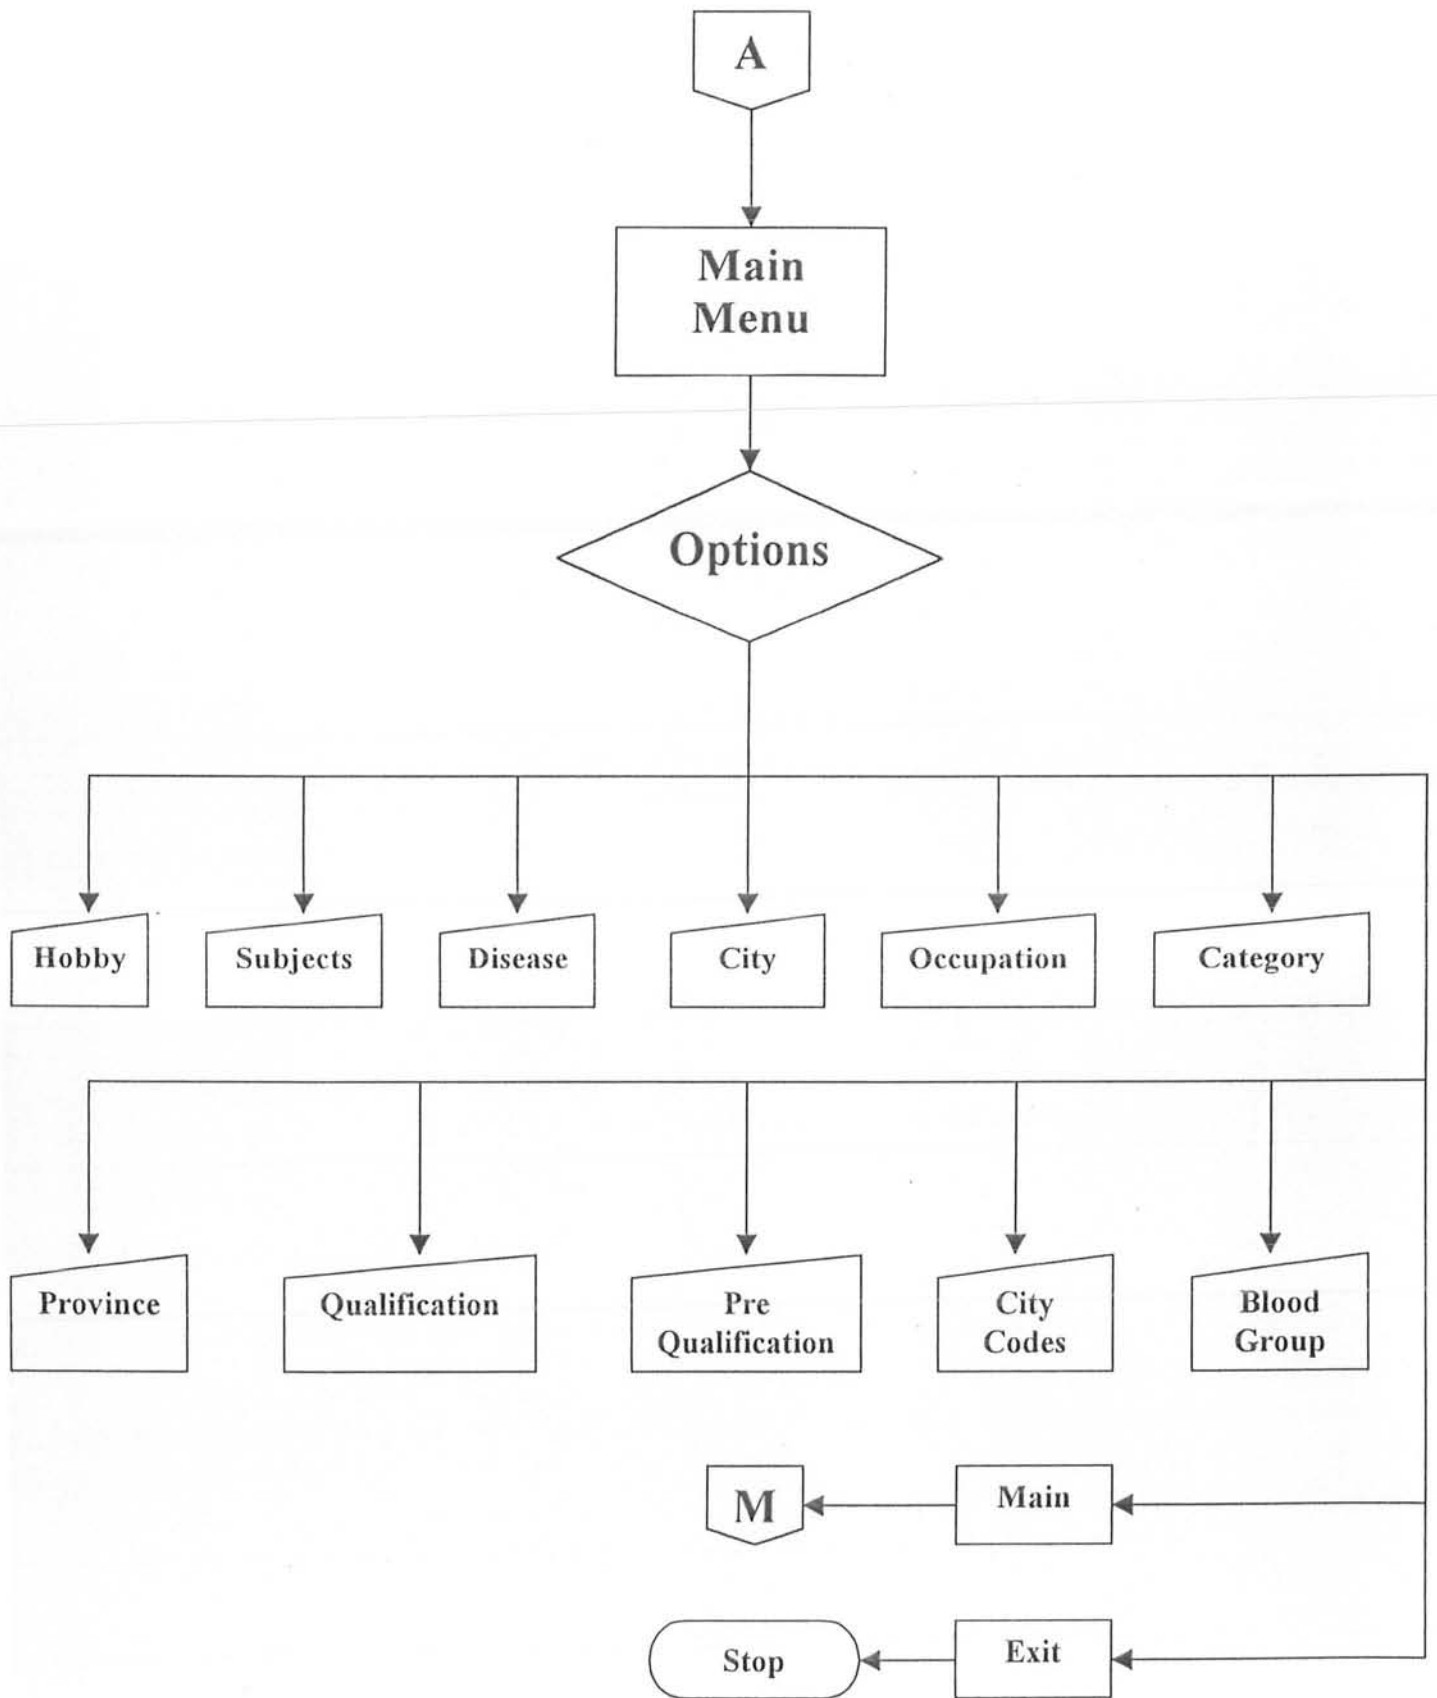 A
Main
Menu
Options
Hobby
Subjects
Disease
City
Occupation
Category
Province
Qualification
Pre
Qualification
City
Codes
Blood
Group
M
Main
Stop
Exit